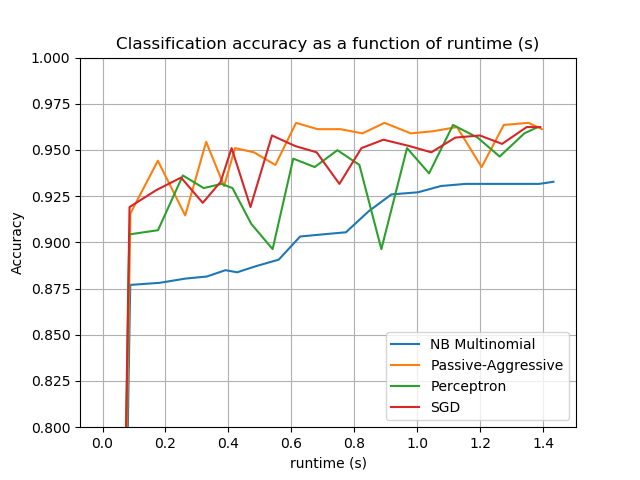 Classification accuracy as a function of runtime (s)
1.000
0.975
0.950
0.925
0.900
0.875
0.850
0.825
0.800
Accuracy
NB Multinomial
Passive-Aggressive
Perceptron
SGD
0.0 0.2 0.4 0.6 0.8 1.0 1.2 1.4
runtime (s)